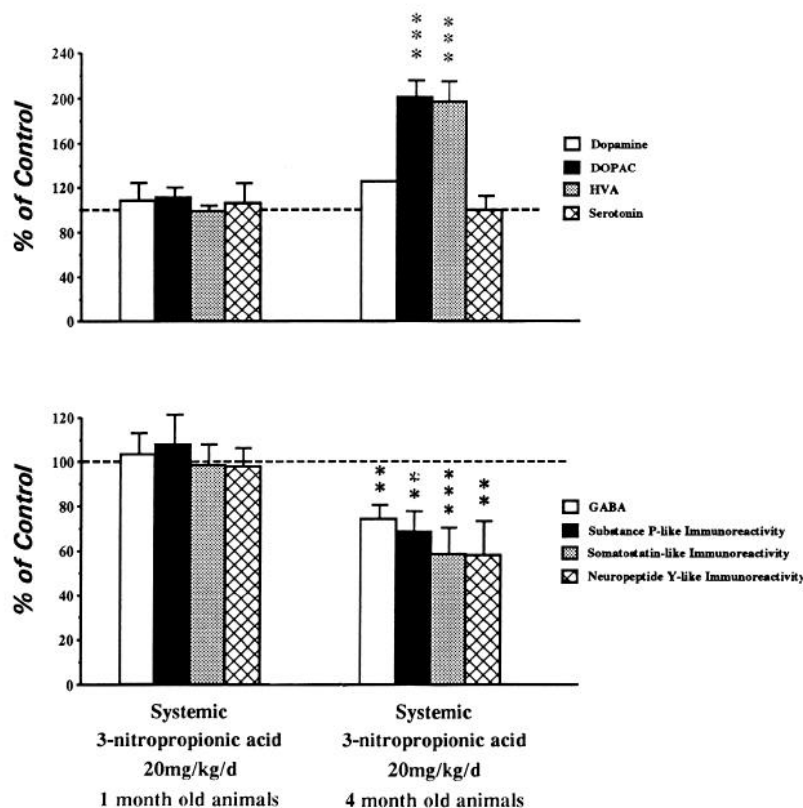 ***
***
240
200
160
120
80
40
0
% of Control
Dopamine
DOPAC
HVA
Serotonin
120
100
80
60
40
20
0
% of Control
**
**
***
**
GABA
Substance P-like Immunoreactivity
Somatostatin-like Immunoreactivity
Neuropeptide Y-like Immunoreactivity
Systemic
3-nitropropionic acid
20mg/kg/d
1 month old animals
Systemic
3-nitropropionic acid
20mg/kg/d
4 month old animals